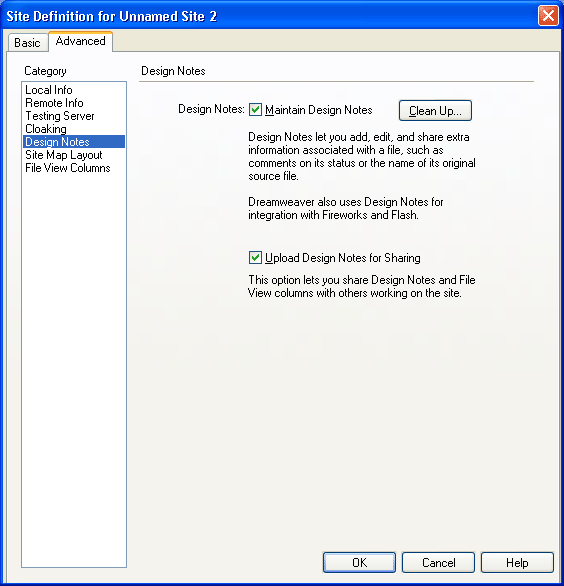 Site Definition for Unnamed Site 2
Basic
Advanced
Category
Local Info
Remote Info
Testing Server
Cloaking
Design Notes
Site Map Layout
File View Columns
Design Notes
Design Notes: Maintain Design Notes
Clean Up...
Design Notes let you add, edit, and share extra
information associated with a file, such as
comments on its status or the name of its original
source file.
Dreamweaver also uses Design Notes for
integration with Fireworks and Flash.
Upload Design Notes for Sharing
This option lets you share Design Notes and File
View columns with others working on the site.
OK
Cancel
Help